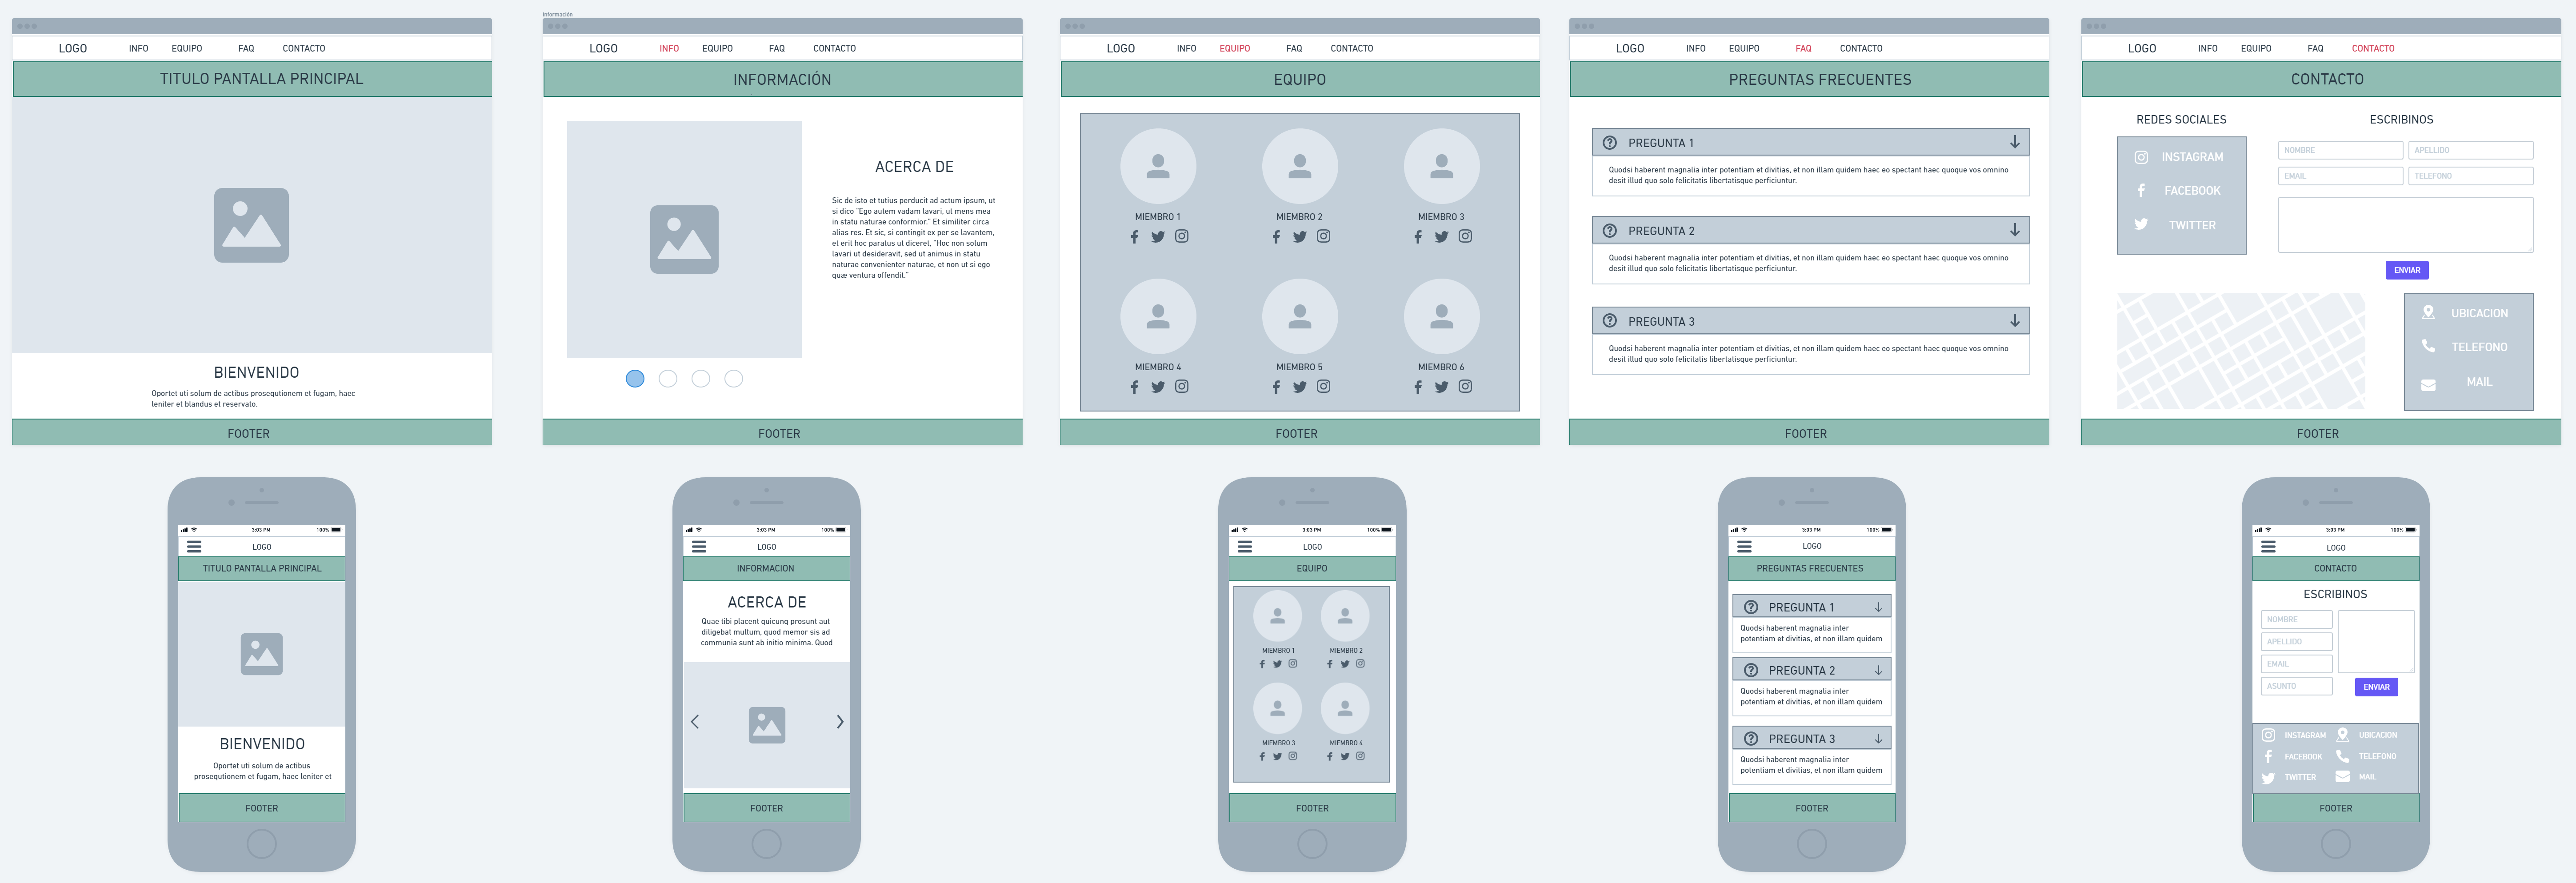 LOGO INFO EQUIPO FAQ CONTACTO
TITULO PANTALLA PRINCIPAL
BIENVENIDO
Oportet uti solum de actibus prosequtionem et fugam, haec
leniter et blandus et reservato.
FOOTER
Información
LOGO INFO EQUIPO FAQ CONTACTO
INFORMACIÓN
ACERCA DE
Sic de isto et tutius perducit ad actum ipsum, ut
si dico "Ego autem vadam lavari, ut mens mea
in statu naturae conformior." Et similiter circa
alias res. Et sic, si contingit ex per se lavantem,
et erit hoc paratus ut diceret, "Hoc non solum
lavari ut desideravit, sed ut animus in statu
naturae convenienter naturae, et non ut si ego
quæ ventura offendit."
FOOTER
LOGO INFO EQUIPO FAQ CONTACTO
EQUIPO
MIEMBRO 1 MIEMBRO 2 MIEMBRO 3
MIEMBRO 4 MIEMBRO 5 MIEMBRO 6
FOOTER
LOGO INFO EQUIPO FAQ CONTACTO
PREGUNTAS FRECUENTES
PREGUNTA 1
Quodsi haberent magnalia inter potentiam et divitias, et non illam quidem haec eo spectant haec quoque vos omnino
desit illud quo solo felicitatis libertatisque perficiuntur.
PREGUNTA 2
Quodsi haberent magnalia inter potentiam et divitias, et non illam quidem haec eo spectant haec quoque vos omnino
desit illud quo solo felicitatis libertatisque perficiuntur.
PREGUNTA 3
Quodsi haberent magnalia inter potentiam et divitias, et non illam quidem haec eo spectant haec quoque vos omnino
desit illud quo solo felicitatis libertatisque perficiuntur.
FOOTER
LOGO INFO EQUIPO FAQ CONTACTO
CONTACTO
REDES SOCIALES
INSTAGRAM
FACEBOOK
TWITTER
ESCRIBINOS
NOMBRE APELLIDO
EMAIL TELEFONO
ENVIAR
UBICACION
TELEFONO
MAIL
FOOTER
3:03 PM 100%
LOGO
TITULO PANTALLA PRINCIPAL
BIENVENIDO
Oportet uti solum de actibus
prosequtionem et fugam, haec leniter et
FOOTER
3:03 PM 100%
LOGO
INFORMACION
ACERCA DE
Quae tibi placent quicunq prosunt aut
diligebat multum, quod memor sis ad
communia sunt ab initio minima. Quod
FOOTER
3:03 PM 100%
LOGO
EQUIPO
MIEMBRO 1 MIEMBRO 2
MIEMBRO 3 MIEMBRO 4
FOOTER
3:03 PM 100%
LOGO
PREGUNTAS FRECUENTES
PREGUNTA 1
Quodsi haberent magnalia inter
potentiam et divitias, et non illam quidem
PREGUNTA 2
Quodsi haberent magnalia inter
potentiam et divitias, et non illam quidem
PREGUNTA 3
Quodsi haberent magnalia inter
potentiam et divitias, et non illam quidem
FOOTER
3:03 PM 100%
LOGO
CONTACTO
ESCRIBINOS
NOMBRE
APELLIDO
EMAIL
ASUNTO
ENVIAR
INSTAGRAM UBICACION
FACEBOOK TELEFONO
TWITTER MAIL
FOOTER